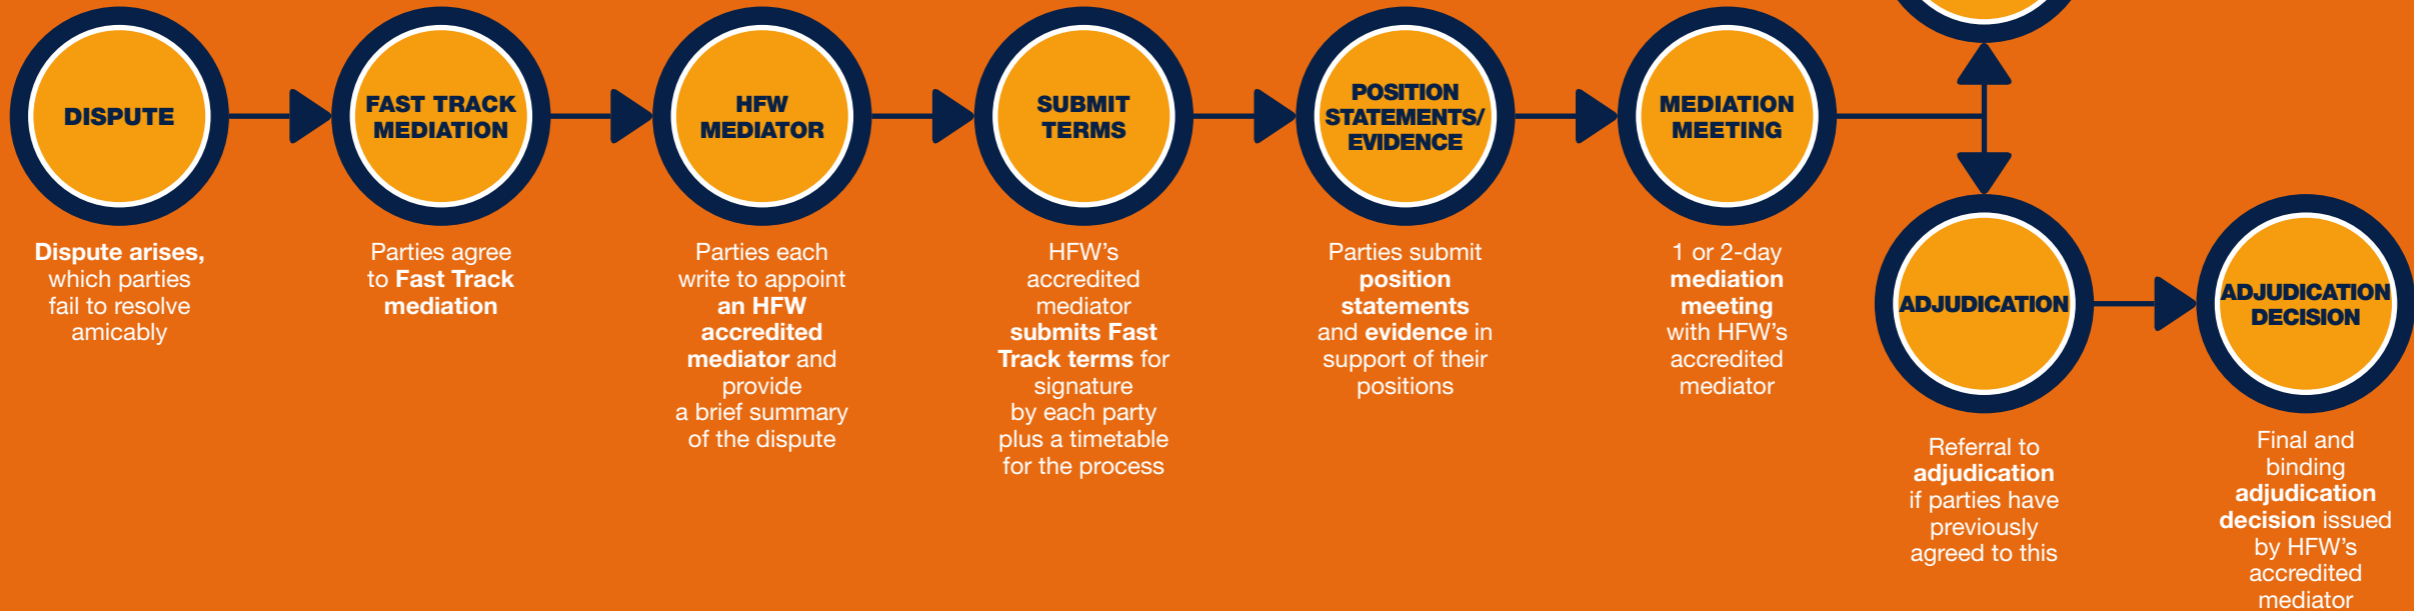 DISPUTE
Dispute arises,
which parties
fail to resolve
amicably
FAST TRACK
MEDIATION
Parties agree
to Fast Track
mediation
HFW
MEDIATOR
Parties each
write to appoint
an HFW
accredited
mediator and
provide
a brief summary
of the dispute
SUBMIT
TERMS
HFW’s
accredited
mediator
submits Fast
Track terms for
signature
by each party
plus a timetable
for the process
POSITION
STATEMENTS/
EVIDENCE
Parties submit
position
statements
and evidence in
support of their
positions
MEDIATION
MEETING
1 or 2-day
mediation
meeting
with HFW’s
accredited
mediator
ADJUDICATION
Referral to
adjudication
if parties have
previously
agreed to this
ADJUDICATION
DECISION
Final and
binding
adjudication
decision issued
by HFW’s
accredited
mediator